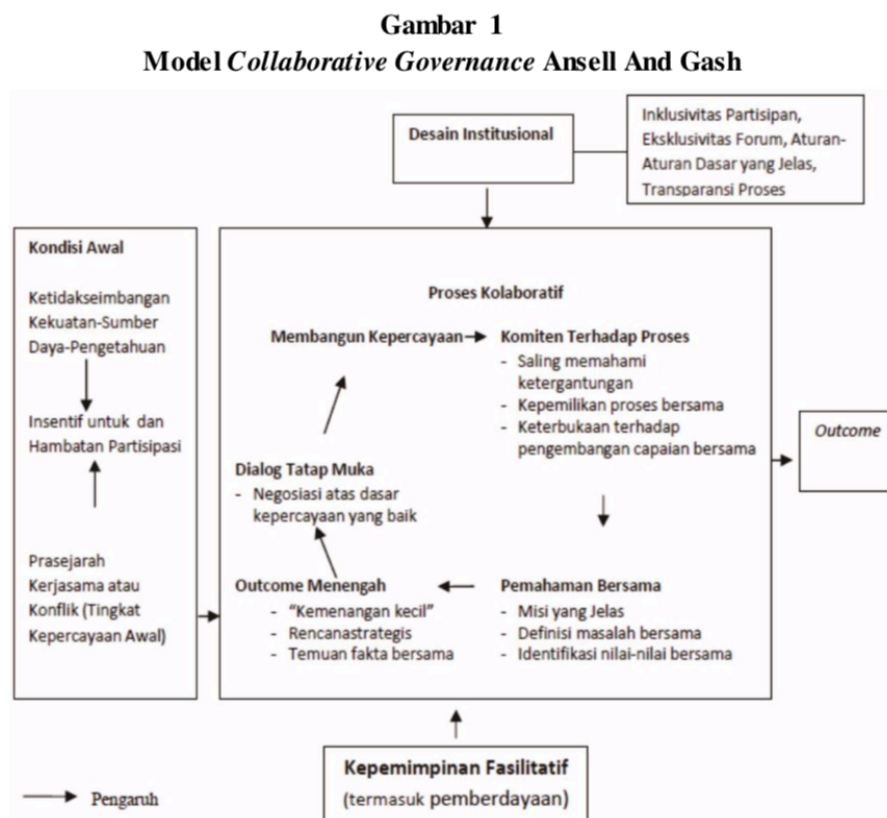 Gambar 1
Model Collaborative Governance Ansell And Gash
Desain Institusional
Inklusivitas Partisipan,
Eksklusivitas Forum, Aturan-
Aturan Dasar yang Jelas,
Transparansi Proses
Kondisi Awal
Ketidakseimbangan
Kekuatan-Sumber
Daya-Pengetahuan
Insentif untuk dan
Hambatan Partisipasi
Prasejarah
Kerjasama atau
Konflik (Tingkat
Kepercayaan Awal)
Proses Kolaboratif
Membangun Kepercayaan
Komiten Terhadap Proses
- Saling memahami
ketergantungan
- Kepemilikan proses bersama
- Keterbukaan terhadap
pengembangan capaian bersama
Dialog Tatap Muka
- Negosiasi atas dasar
kepercayaan yang baik
Outcome Menengah
- "Kemenangan kecil"
- Rencanastrategis
- Temuan fakta bersama
Pemahaman Bersama
- Misi yang Jelas
- Definisi masalah bersama
- Identifikasi nilai-nilai bersama
Outcome
Kepemimpinan Fasilitatif
(termasuk pemberdayaan)
Pengaruh